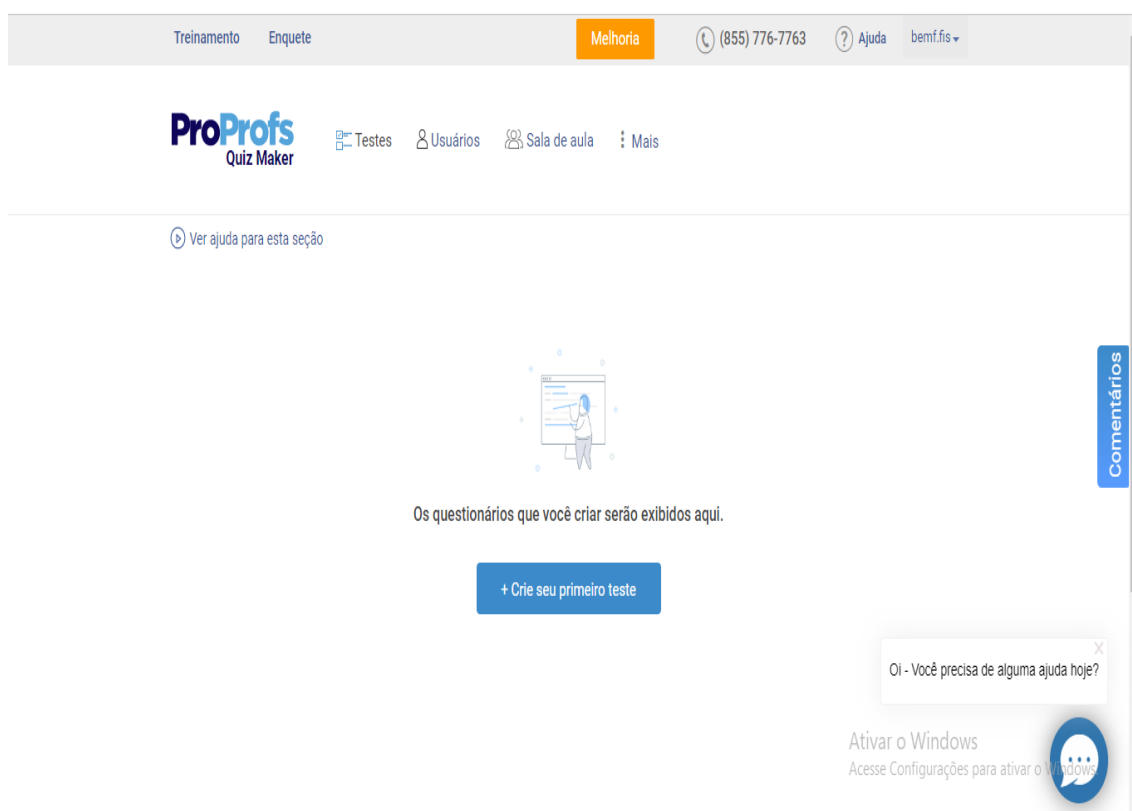 Treinamento Enquete Melhoria (855) 776-7763 ? Ajuda bemf.fis
ProProfs
Quiz Maker
Testes Usuários Sala de aula Mais
Ver ajuda para esta seção
Comentários
Os questionários que você criar serão exibidos aqui.
+ Crie seu primeiro teste
X
Oi - Você precisa de alguma ajuda hoje?
Ativar o Windows
Acesse Configurações para ativar o Windows.